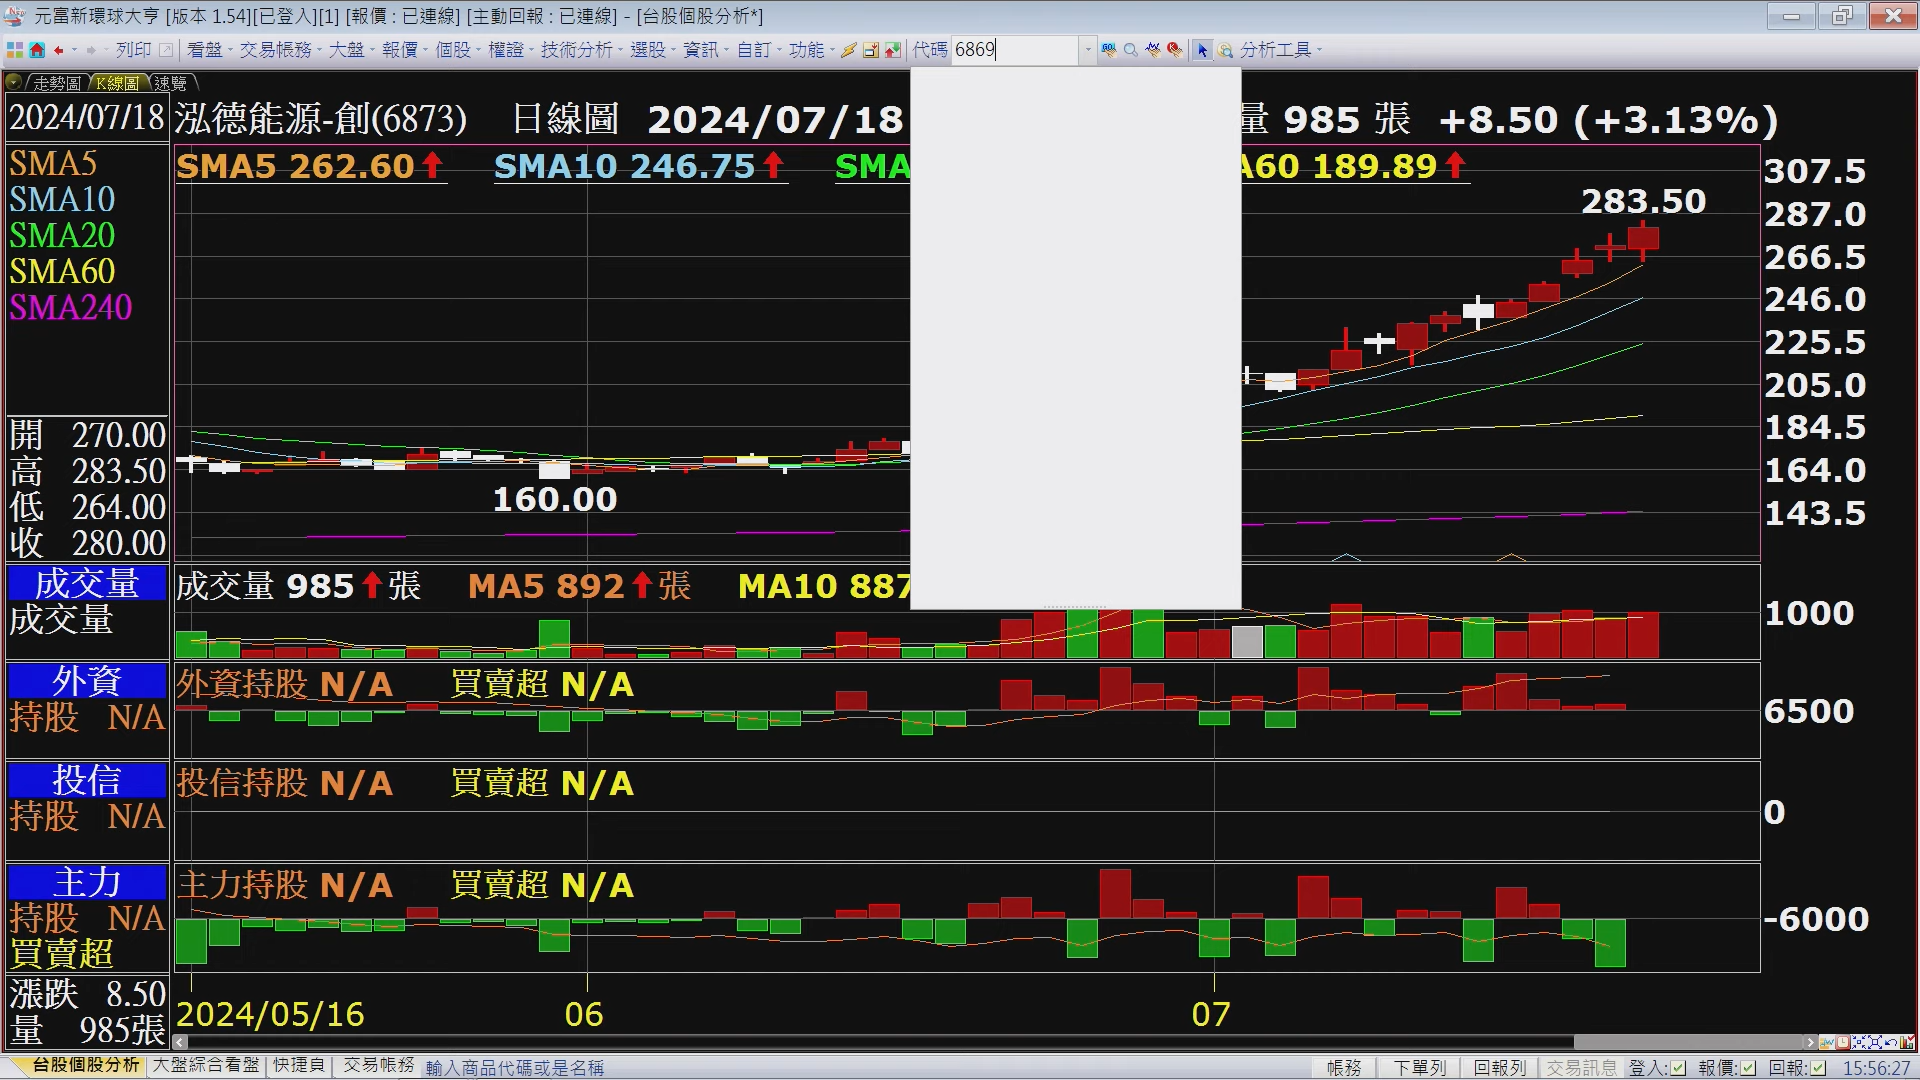 元富新環球大亨 [版本 1.54][已登入][1] [報價 : 已連線] [主動回報 : 已連線] - [台股個股分析*]
列印 看盤 交易帳務 大盤 報價 個股 權證 技術分析 選股 資訊 自訂 功能 代碼 6869 分析工具
走勢圖 K線圖 速覽
2024/07/18 泓德能源-創(6873) 日線圖 2024/07/18 量 985 張 +8.50 (+3.13%)
SMA5
SMA10
SMA20
SMA60
SMA240
SMA5 262.60 SMA10 246.75 SMA A60 189.89
283.50
160.00
307.5
287.0
266.5
246.0
225.5
205.0
184.5
164.0
143.5
開 270.00
高 283.50
低 264.00
收 280.00
成交量
成交量
成交量 985 張 MA5 892 張 MA10 887
1000
外資
持股 N/A
外資持股 N/A 買賣超 N/A
6500
投信
持股 N/A
投信持股 N/A 買賣超 N/A
0
主力
持股 N/A
買賣超
主力持股 N/A 買賣超 N/A
-6000
漲跌 8.50
量 985張
2024/05/16 06 07
台股個股分析 大盤綜合看盤 快捷頁 交易帳務 輸入商品代碼或是名稱 帳務 下單列 回報列 交易訊息 登入: 報價: 回報: 15:56:27